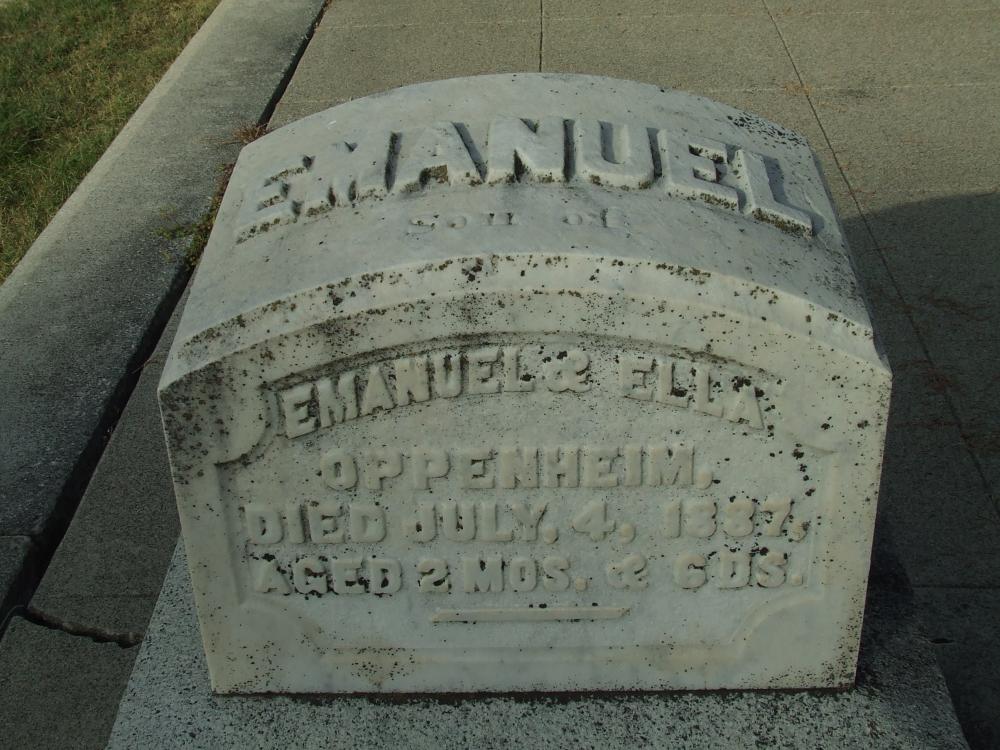 EMANUEL
SON OF
EMANUEL & ELLA
OPPENHEIM,
DIED JULY, 4, 1887,
AGED 2 MOS. & 6 DS.